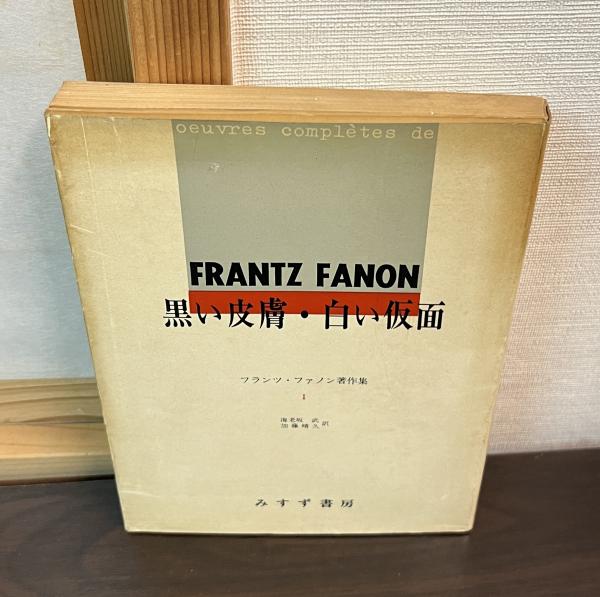 oeuvres complètes de
FRANTZ FANON
黒い皮膚・白い仮面
フランツ・ファノン著作集
1
海老坂 武
加藤晴久 訳
みすず書房